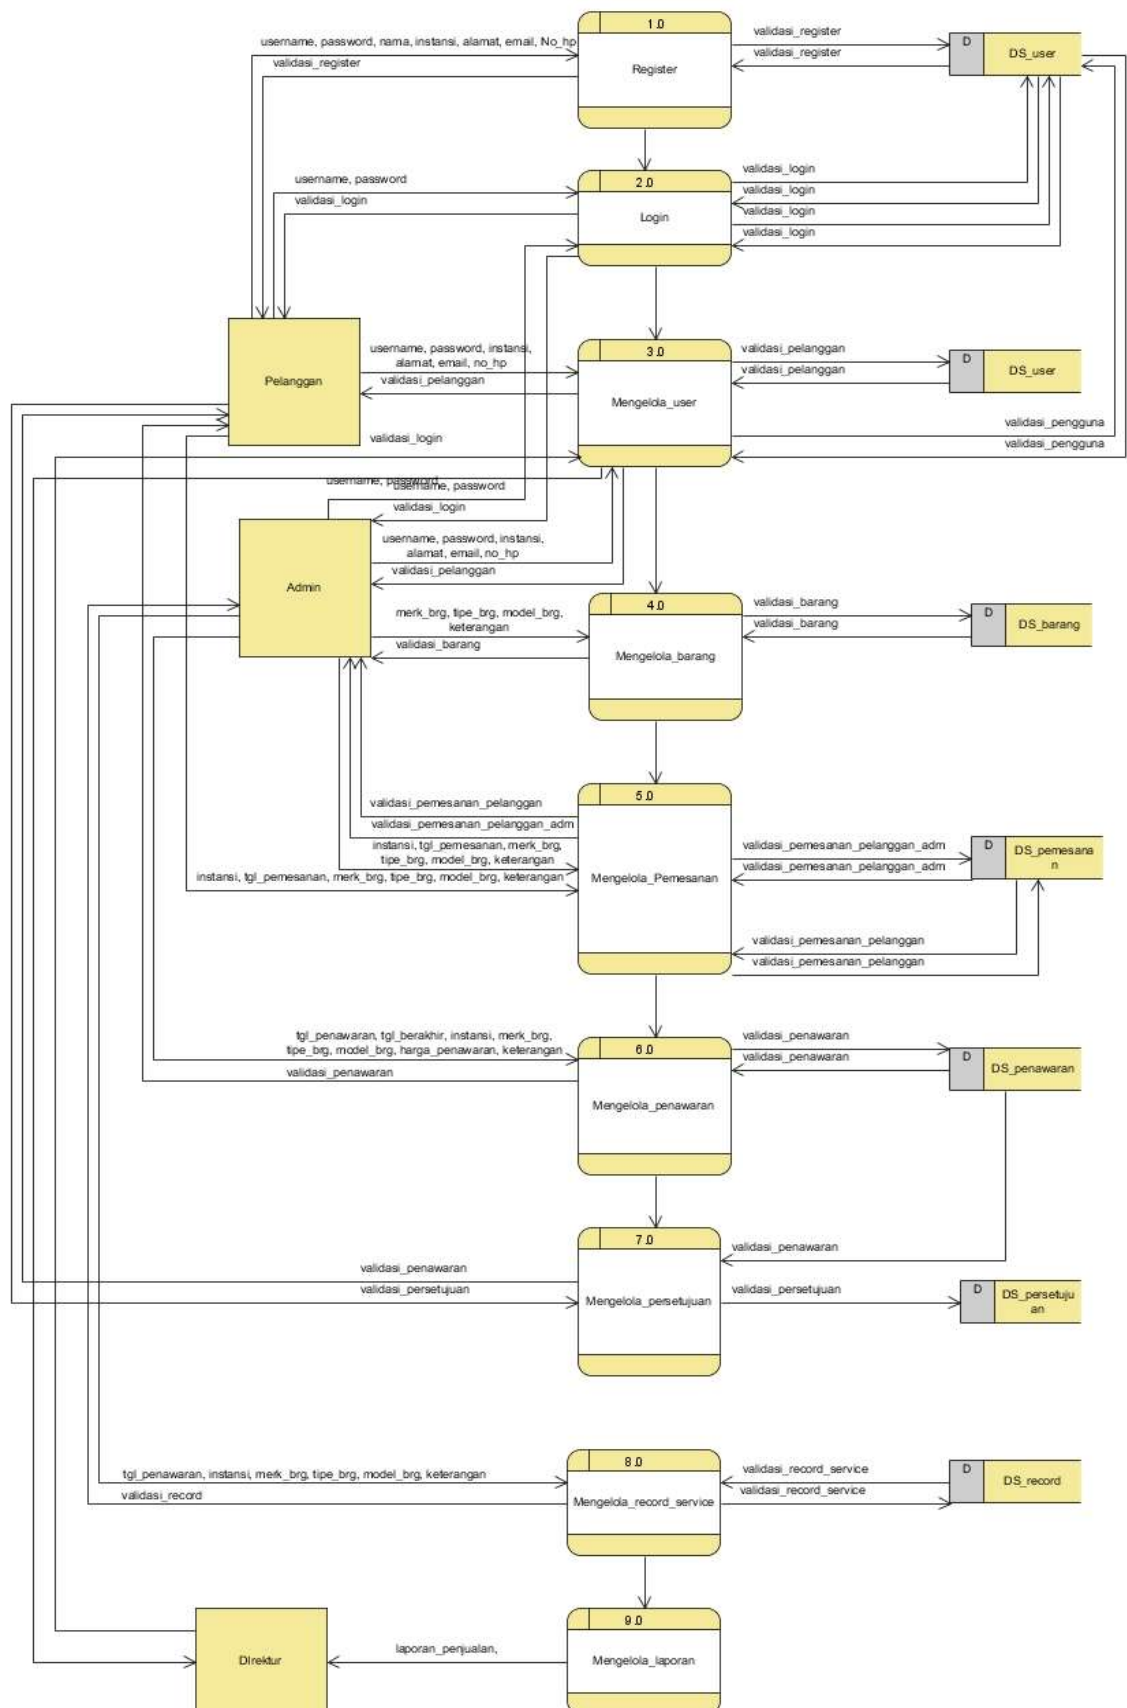 1.0
username, password, nama, instansi, alamat, email, No_hp
validasi_register
Register
validasi_register
validasi_register
D
DS_user
2.0
username, password
validasi_login
Login
validasi_login
validasi_login
validasi_login
validasi_login
Pelanggan
username, password, instansi,
alamat, email, no_hp
validasi_pelanggan
3.0
Mengelola_user
validasi_pelanggan
validasi_pelanggan
D
DS_user
validasi_pengguna
validasi_pengguna
validasi_login
username, password
username, password
validasi_login
Admin
username, password, instansi,
alamat, email, no_hp
validasi_pelanggan
merk_brg, tipe_brg, model_brg,
keterangan
validasi_barang
4.0
Mengelola_barang
validasi_barang
validasi_barang
D
DS_barang
5.0
validasi_pemesanan_pelanggan
validasi_pemesanan_pelanggan_adm
instansi, tgl_pemesanan, merk_brg,
tipe_brg, model_brg, keterangan
instansi, tgl_pemesanan, merk_brg, tipe_brg, model_brg, keterangan
Mengelola_Pemesanan
validasi_pemesanan_pelanggan_adm
validasi_pemesanan_pelanggan_adm
D
DS_pemesana
n
validasi_pemesanan_pelanggan
validasi_pemesanan_pelanggan
tgl_penawaran, tgl_berakhir, instansi, merk_brg,
tipe_brg, model_brg, harga_penawaran, keterangan
validasi_penawaran
6.0
Mengelola_penawaran
validasi_penawaran
validasi_penawaran
D
DS_penawaran
7.0
validasi_penawaran
validasi_penawaran
validasi_persetujuan
Mengelola_persetujuan
validasi_persetujuan
D
DS_persetuju
an
8.0
tgl_penawaran, instansi, merk_brg, tipe_brg, model_brg, keterangan
validasi_record
Mengelola_record_service
validasi_record_service
validasi_record_service
D
DS_record
9.0
DIrektur
laporan_penjualan,
Mengelola_laporan